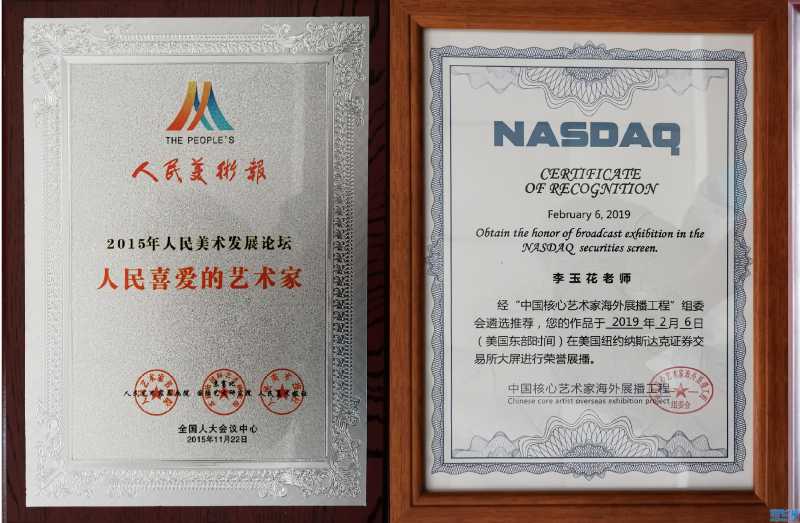 THE PEOPLE'S
人民美術報
2015年人民美术发展论坛
人民喜爱的艺术家
全国人大会议中心
2015年11月22日
NASDAQ
CERTIFICATE
OF RECOGNITION
February 6, 2019
Obtain the honor of broadcast exhibition in the
NASDAQ securities screen.
李玉花老师
经“中国核心艺术家海外展播工程”组委
会遴选推荐，您的作品于 2019 年 2 月 6 日
（美国东部时间）在美国纽约纳斯达克证券交
易所大屏进行荣誉展播。
中国核心艺术家海外展播工程
Chinese core artist overseas exhibition project
组委会